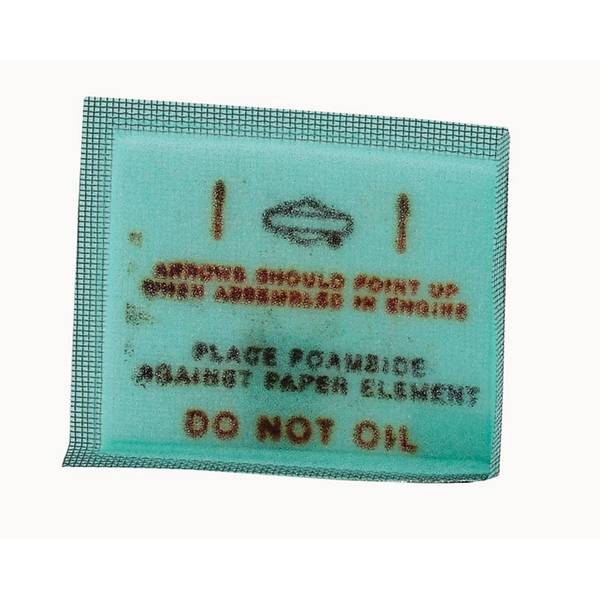 ARROWS SHOULD POINT UP
WHEN ASSEMBLED IN ENGINE
PLACE FOAMSIDE
AGAINST PAPER ELEMENT
DO NOT OIL